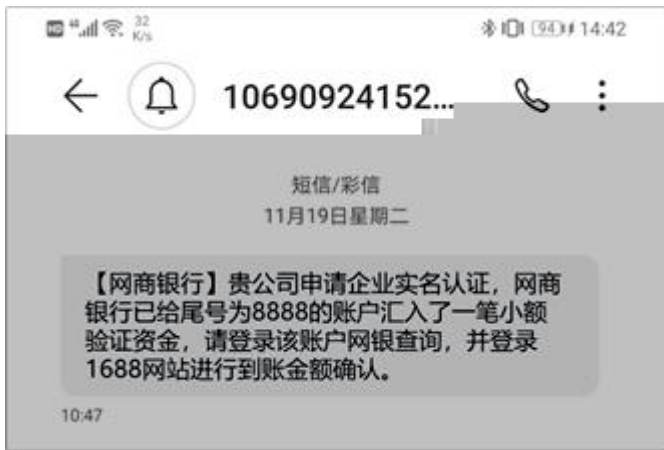 HD 46 32 K/s 94 14:42
10690924152...
短信/彩信
11月19日星期二
【网商银行】贵公司申请企业实名认证，网商
银行已给尾号为8888的账户汇入了一笔小额
验证资金，请登录该账户网银查询，并登录
1688网站进行到账金额确认。
10:47